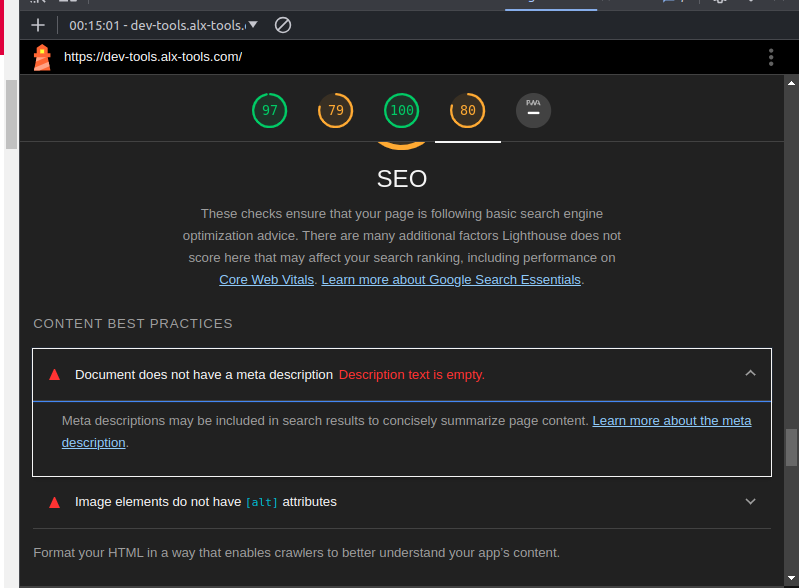 00:15:01 - dev-tools.alx-tools.
https://dev-tools.alx-tools.com/
97 79 100 80 PWA
SEO
These checks ensure that your page is following basic search engine
optimization advice. There are many additional factors Lighthouse does not
score here that may affect your search ranking, including performance on
Core Web Vitals. Learn more about Google Search Essentials.
CONTENT BEST PRACTICES
Document does not have a meta description Description text is empty.
Meta descriptions may be included in search results to concisely summarize page content. Learn more about the meta
description.
Image elements do not have [alt] attributes
Format your HTML in a way that enables crawlers to better understand your app's content.